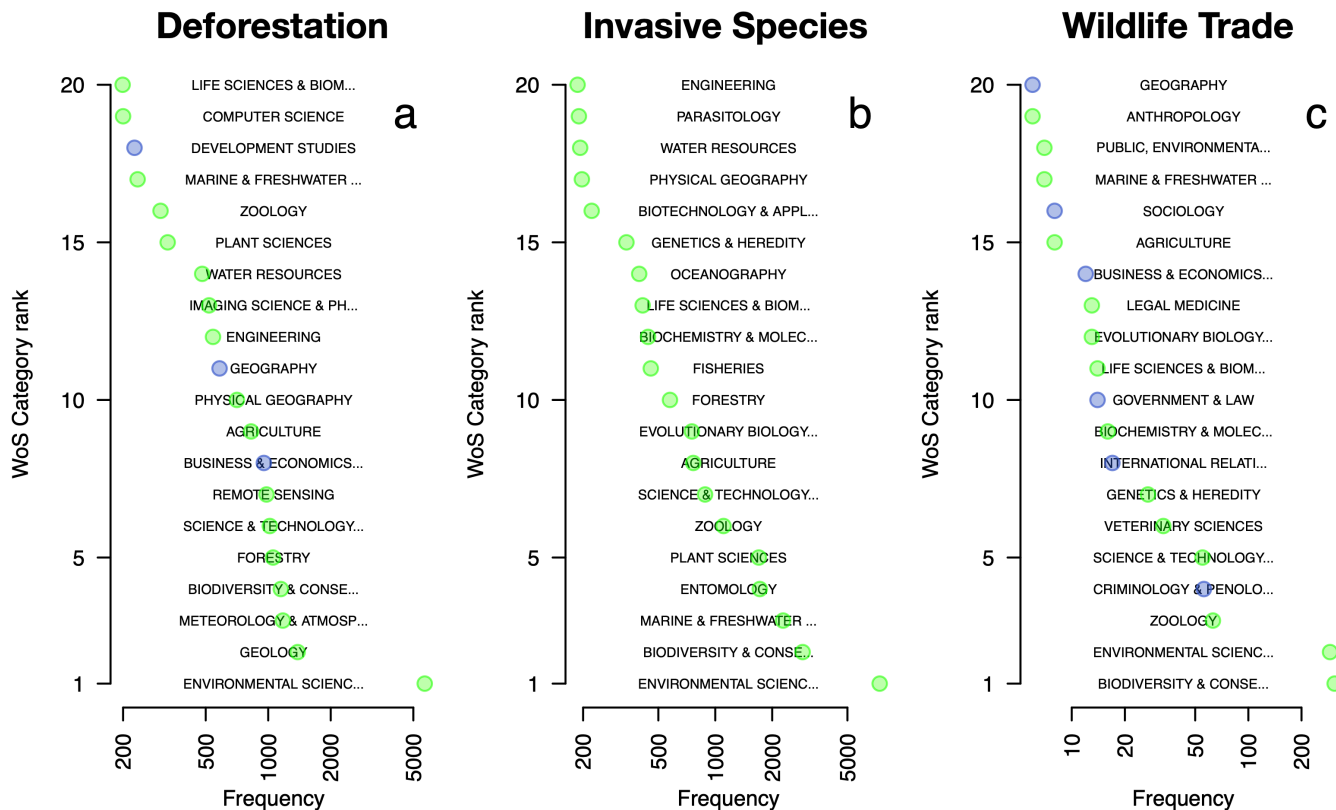 Deforestation
WoS Category rank
20
15
10
5
1
LIFE SCIENCES & BIOM...
COMPUTER SCIENCE
DEVELOPMENT STUDIES
MARINE & FRESHWATER ...
ZOOLOGY
PLANT SCIENCES
WATER RESOURCES
IMAGING SCIENCE & PH...
ENGINEERING
GEOGRAPHY
PHYSICAL GEOGRAPHY
AGRICULTURE
BUSINESS & ECONOMICS...
REMOTE SENSING
SCIENCE & TECHNOLOGY...
FORESTRY
BIODIVERSITY & CONSE...
METEOROLOGY & ATMOSP...
GEOLOGY
ENVIRONMENTAL SCIENC...
a
200
500
1000
2000
5000
Frequency
Invasive Species
WoS Category rank
20
15
10
5
1
ENGINEERING
PARASITOLOGY
WATER RESOURCES
PHYSICAL GEOGRAPHY
BIOTECHNOLOGY & APPL...
GENETICS & HEREDITY
OCEANOGRAPHY
LIFE SCIENCES & BIOM...
BIOCHEMISTRY & MOLEC...
FISHERIES
FORESTRY
EVOLUTIONARY BIOLOGY...
AGRICULTURE
SCIENCE & TECHNOLOGY...
ZOOLOGY
PLANT SCIENCES
ENTOMOLOGY
MARINE & FRESHWATER ...
BIODIVERSITY & CONSE...
ENVIRONMENTAL SCIENC...
b
200
500
1000
2000
5000
Frequency
Wildlife Trade
WoS Category rank
20
15
10
5
1
GEOGRAPHY
ANTHROPOLOGY
PUBLIC, ENVIRONMENTA...
MARINE & FRESHWATER ...
SOCIOLOGY
AGRICULTURE
BUSINESS & ECONOMICS...
LEGAL MEDICINE
EVOLUTIONARY BIOLOGY...
LIFE SCIENCES & BIOM...
GOVERNMENT & LAW
BIOCHEMISTRY & MOLEC...
INTERNATIONAL RELATI...
GENETICS & HEREDITY
VETERINARY SCIENCES
SCIENCE & TECHNOLOGY...
CRIMINOLOGY & PENOLO...
ZOOLOGY
ENVIRONMENTAL SCIENC...
BIODIVERSITY & CONSE...
c
10
20
50
100
200
Frequency